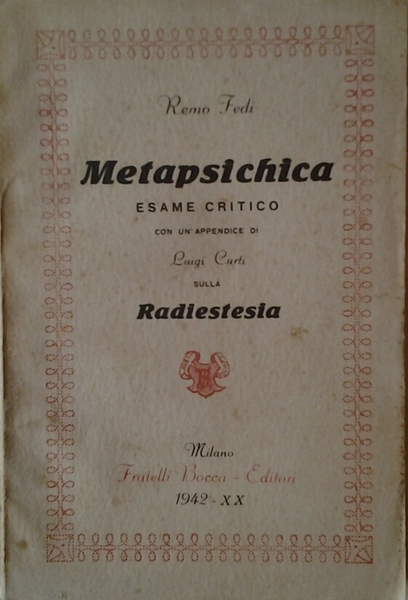 Remo Fedi
Metapsichica
ESAME CRITICO
CON UN'APPENDICE DI
Luigi Curti
SULLA
Radiestesia
Milano
Fratelli Bocca - Editori
1942 - XX